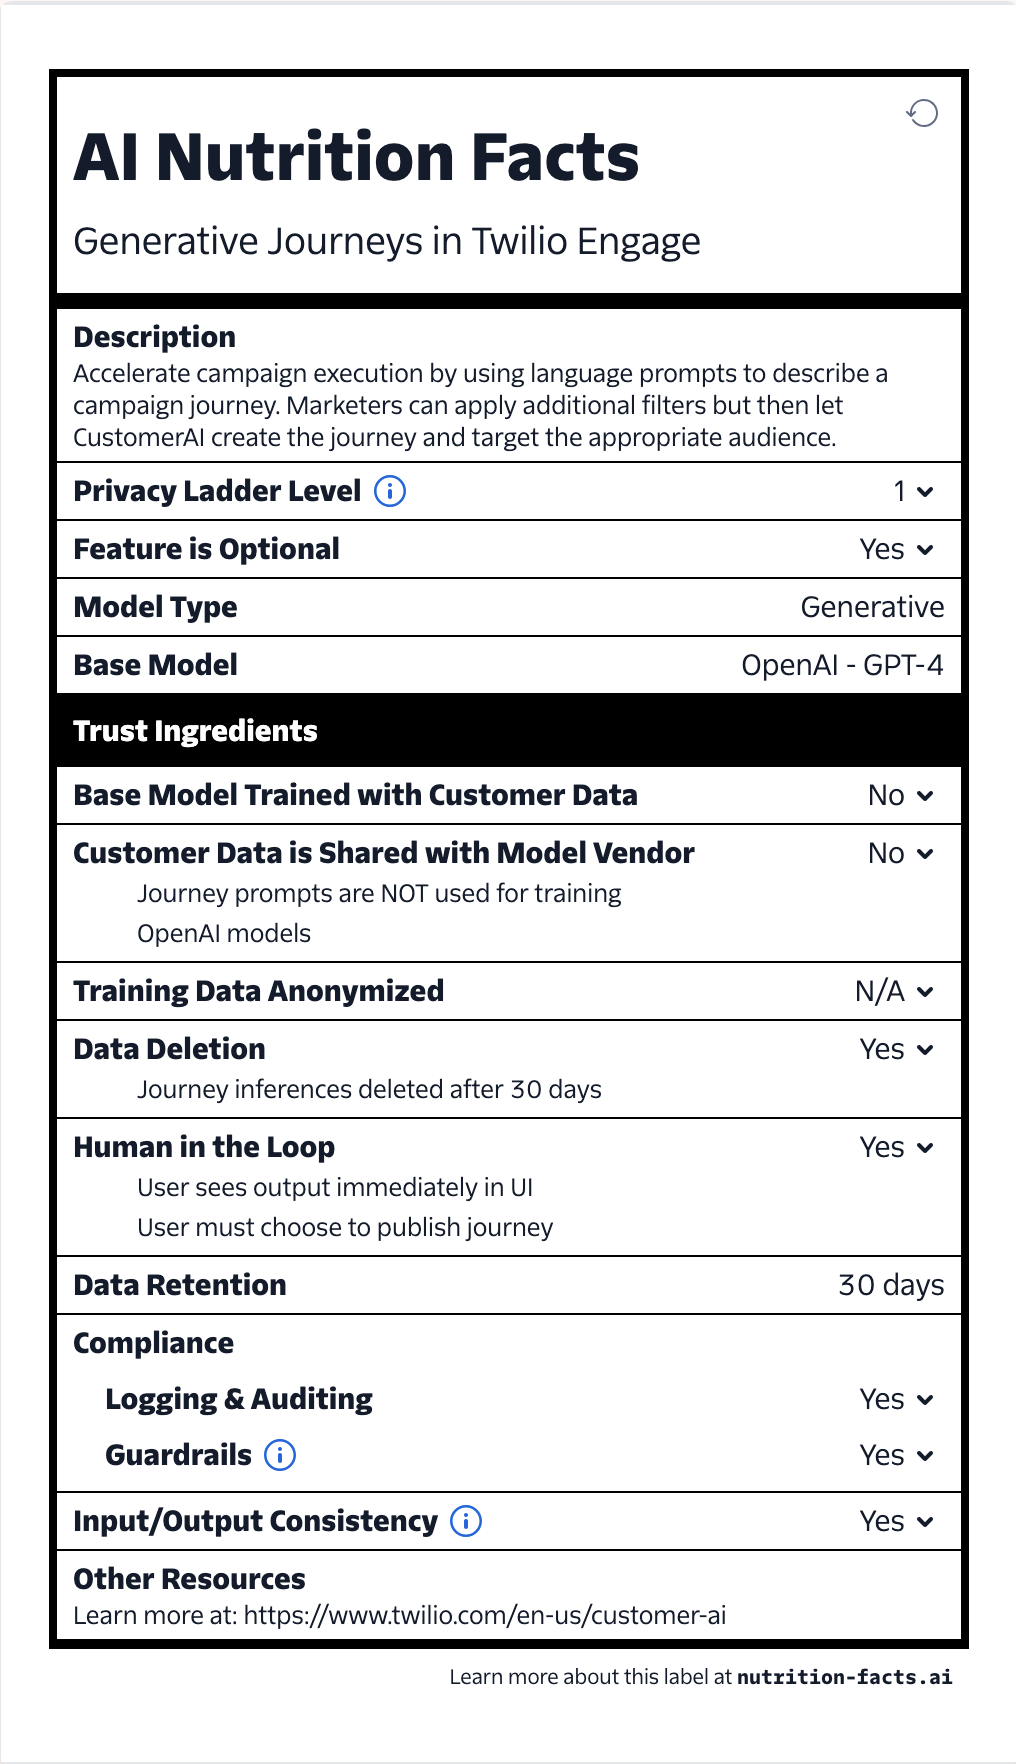 AI Nutrition Facts
Generative Journeys in Twilio Engage
Description
Accelerate campaign execution by using language prompts to describe a
campaign journey. Marketers can apply additional filters but then let
CustomerAI create the journey and target the appropriate audience.
Privacy Ladder Level 1
Feature is Optional Yes
Model Type Generative
Base Model OpenAI - GPT-4
Trust Ingredients
Base Model Trained with Customer Data No
Customer Data is Shared with Model Vendor No
Journey prompts are NOT used for training
OpenAI models
Training Data Anonymized N/A
Data Deletion Yes
Journey inferences deleted after 30 days
Human in the Loop Yes
User sees output immediately in UI
User must choose to publish journey
Data Retention 30 days
Compliance
Logging & Auditing Yes
Guardrails Yes
Input/Output Consistency Yes
Other Resources
Learn more at: https://www.twilio.com/en-us/customer-ai
Learn more about this label at nutrition-facts.ai